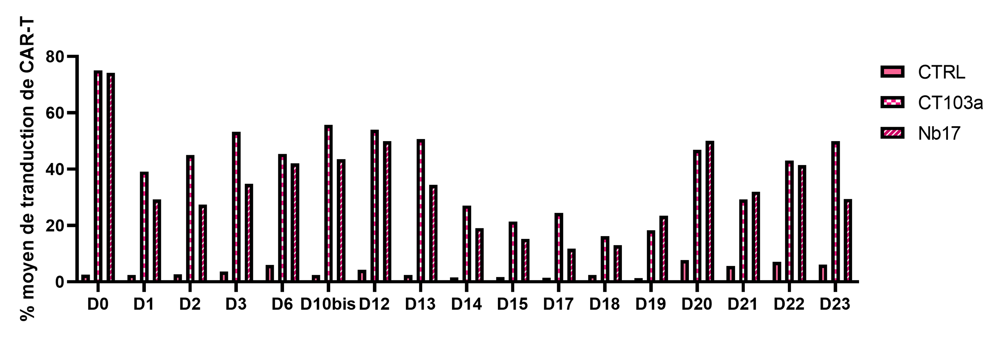 % moyen de tranduction de CAR-T
80
60
40
20
0
D0 D1 D2 D3 D6 D10bis D12 D13 D14 D15 D17 D18 D19 D20 D21 D22 D23
CTRL
CT103a
Nb17